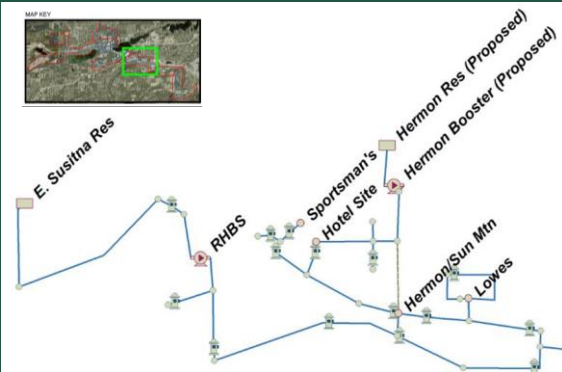 MAP KEY
E. Susitna Res
RHBS
Sportsman's
Hotel Site
Hermon Res (Proposed)
Hermon Booster (Proposed)
Hermon/Sun Mtn
Lowes